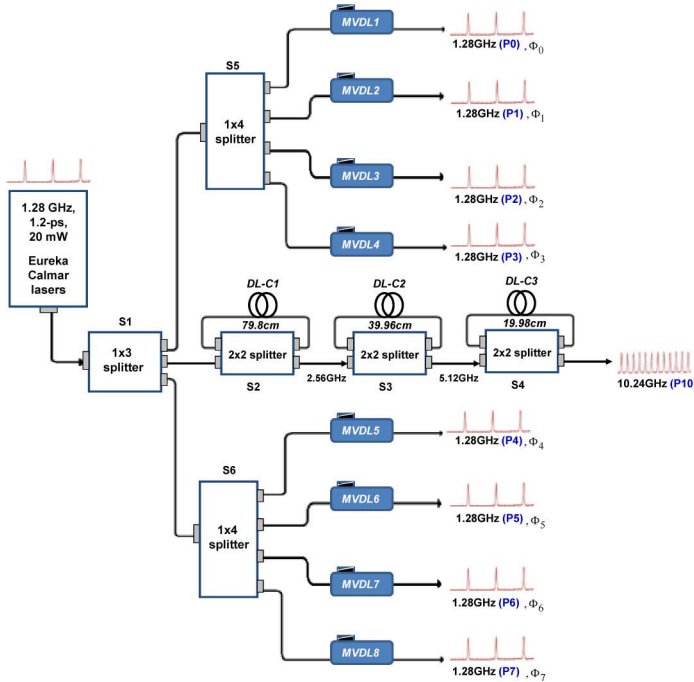 MVDL1
1.28GHz (P0) , Φ0
S5
MVDL2
1x4
splitter
1.28GHz (P1) , Φ1
MVDL3
1.28GHz (P2) , Φ2
1.28 GHz,
1.2-ps,
20 mW
Eureka
Calmar
lasers
MVDL4
1.28GHz (P3) , Φ3
DL-C1
DL-C2
DL-C3
S1
79.8cm
39.96cm
19.98cm
1x3
splitter
2x2 splitter
2x2 splitter
2x2 splitter
S2
2.56GHz
S3
5.12GHz
S4
10.24GHz (P10
MVDL5
1.28GHz (P4) , Φ4
S6
MVDL6
1x4
splitter
1.28GHz (P5) , Φ5
MVDL7
1.28GHz (P6) , Φ6
MVDL8
1.28GHz (P7) , Φ7